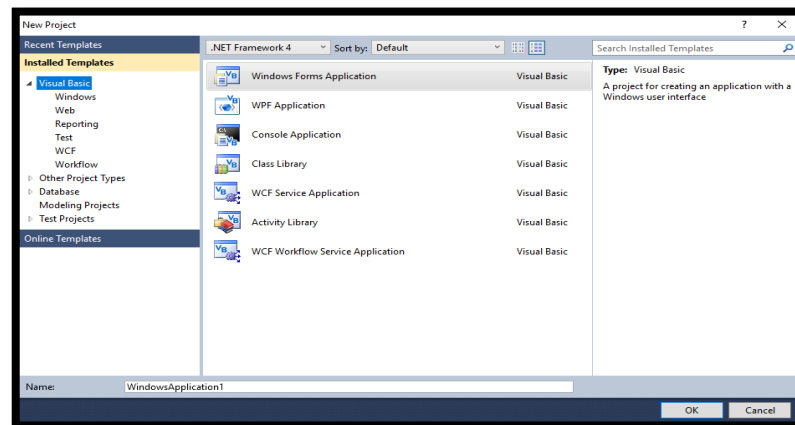 New Project
? ×
Recent Templates
.NET Framework 4 Sort by: Default
Search Installed Templates
Installed Templates
Visual Basic
Windows
Web
Reporting
Test
WCF
Workflow
Other Project Types
Database
Modeling Projects
Test Projects
Online Templates
Windows Forms Application Visual Basic
WPF Application Visual Basic
Console Application Visual Basic
Class Library Visual Basic
WCF Service Application Visual Basic
Activity Library Visual Basic
WCF Workflow Service Application Visual Basic
Type: Visual Basic
A project for creating an application with a
Windows user interface
Name: WindowsApplication1
OK Cancel